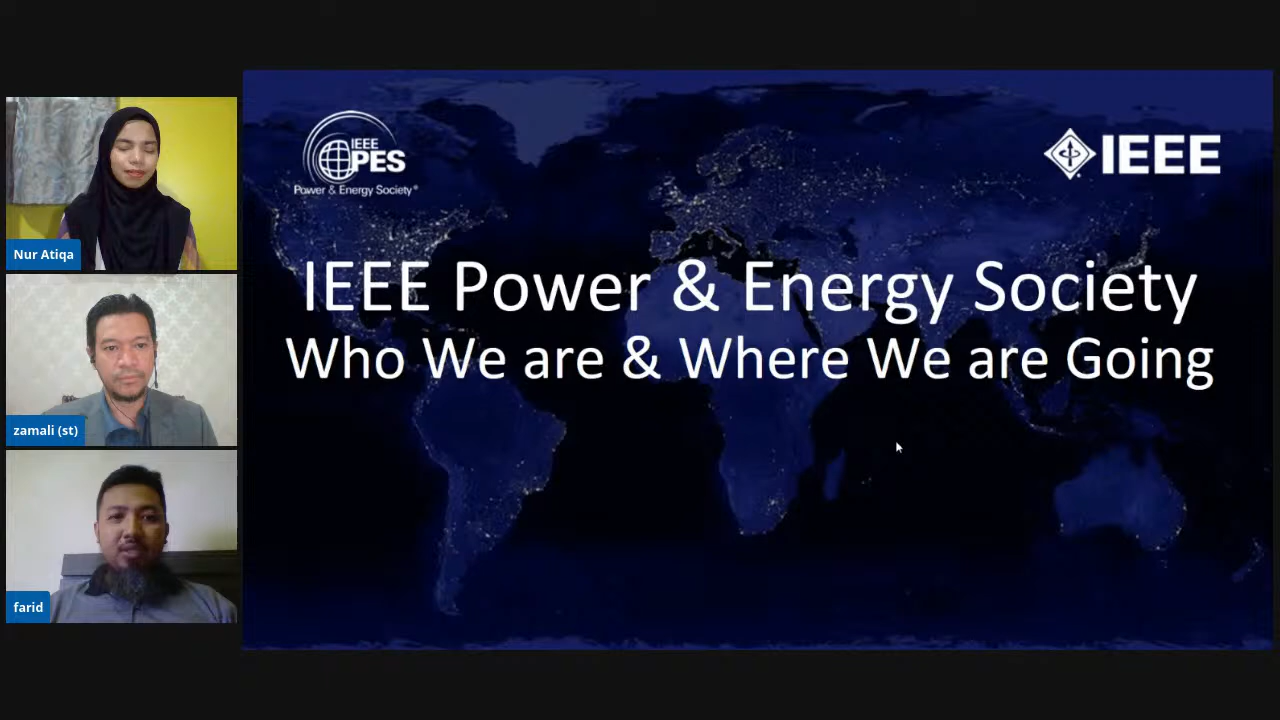 Nur Atiqa
zamali (st)
farid
IEEE
PES
Power & Energy Society®
IEEE
IEEE Power & Energy Society
Who We are & Where We are Going